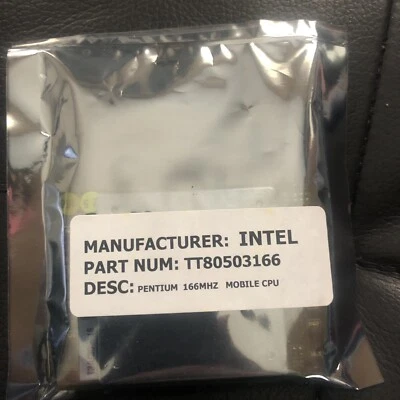 MANUFACTURER: INTEL
PART NUM: TT80503166
DESC: PENTIUM 166MHZ MOBILE CPU